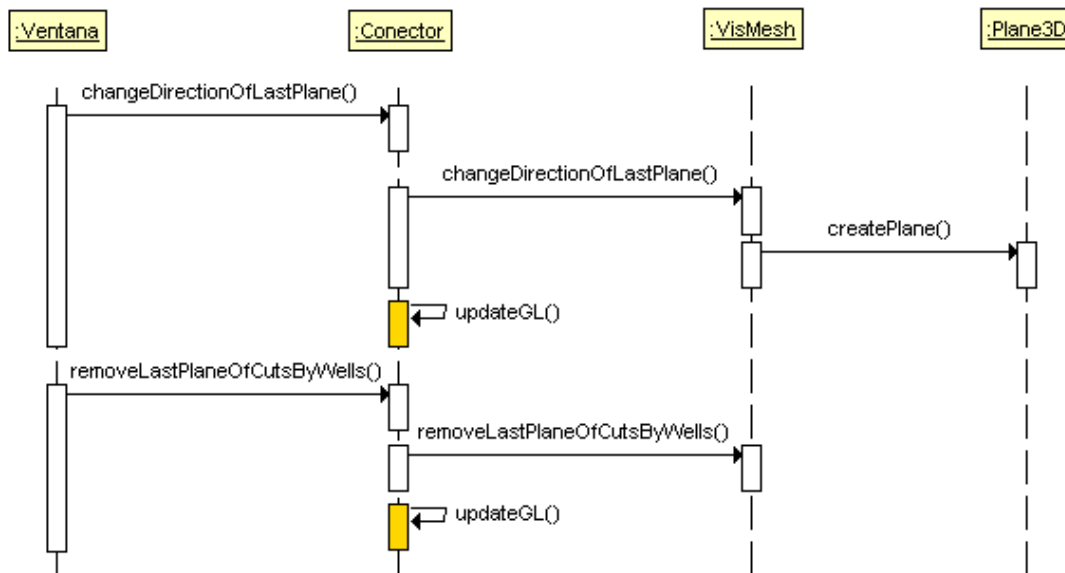 :Ventana
:Conector
:VisMesh
:Plane3D
changeDirectionOfLastPlane()
changeDirectionOfLastPlane()
createPlane()
updateGL()
removeLastPlaneOfCutsByWells()
removeLastPlaneOfCutsByWells()
updateGL()